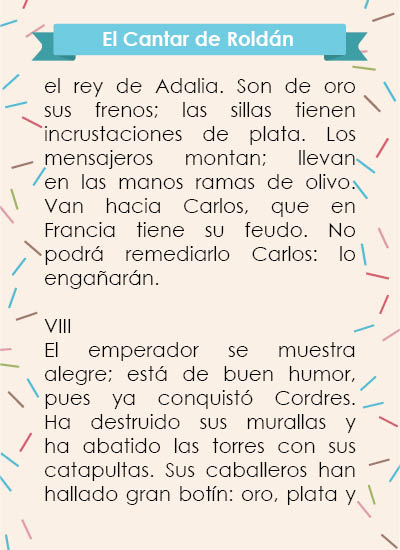 El Cantar de Roldán
el rey de Adalia. Son de oro
sus frenos; las sillas tienen
incrustaciones de plata. Los
mensajeros montan; llevan
en las manos ramas de olivo.
Van hacia Carlos, que en
Francia tiene su feudo. No
podrá remediarlo Carlos: lo
engañarán.
VIII
El emperador se muestra
alegre; está de buen humor,
pues ya conquistó Cordres.
Ha destruido sus murallas y
ha abatido las torres con sus
catapultas. Sus caballeros han
hallado gran botín: oro, plata y